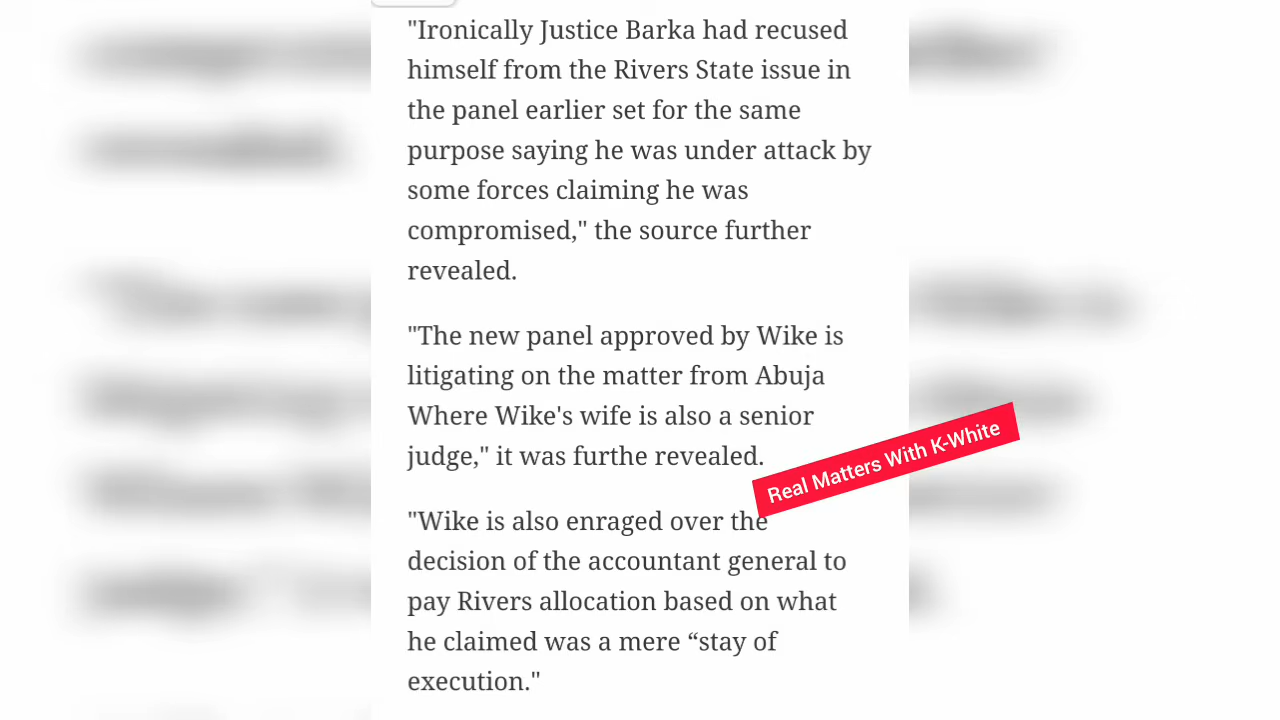 "Ironically Justice Barka had recused
himself from the Rivers State issue in
the panel earlier set for the same
purpose saying he was under attack by
some forces claiming he was
compromised," the source further
revealed.
"The new panel approved by Wike is
litigating on the matter from Abuja
Where Wike's wife is also a senior
judge," it was furthe revealed.
Real Matters With K-White
"Wike is also enraged over the
decision of the accountant general to
pay Rivers allocation based on what
he claimed was a mere “stay of
execution."